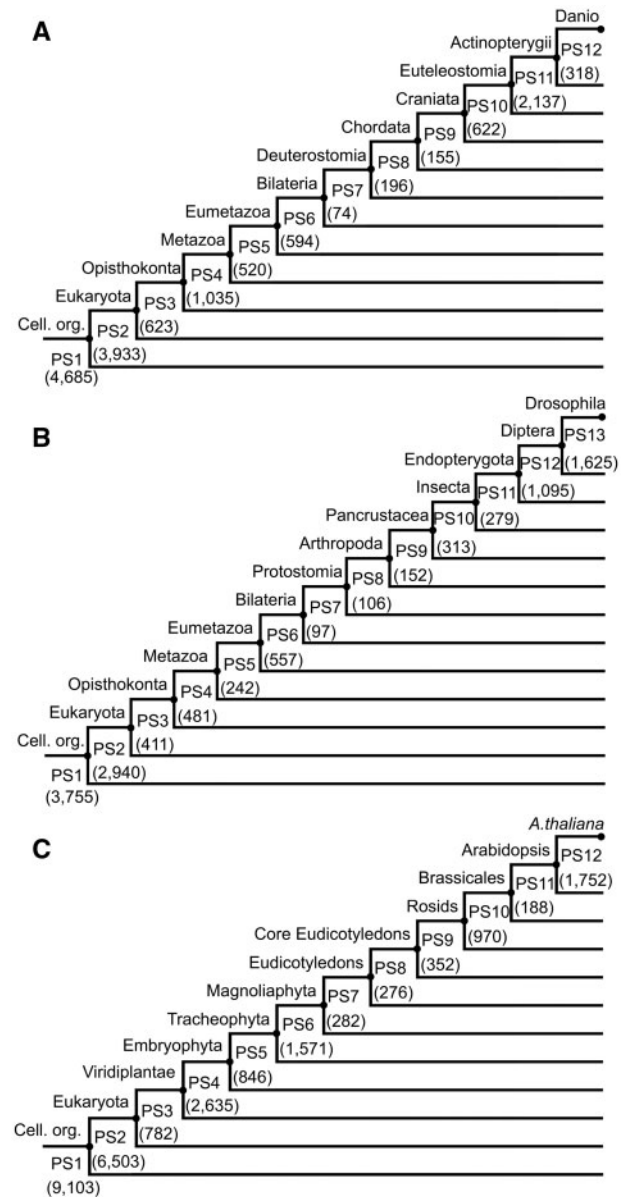 A
Danio
Actinopterygii
PS12
Euteleostomia
PS11
(318)
Craniata
PS10
(2,137)
Chordata
PS9
(622)
Deuterostomia
PS8
(155)
Bilateria
PS7
(196)
Eumetazoa
PS6
(74)
Metazoa
PS5
(594)
Opisthokonta
PS4
(520)
Eukaryota
PS3
(1,035)
Cell. org.
PS2
(623)
PS1
(3,933)
(4,685)
B
Drosophila
Diptera
PS13
Endopterygota
PS12
(1,625)
Insecta
PS11
(1,095)
Pancrustacea
PS10
(279)
Arthropoda
PS9
(313)
Protostomia
PS8
(152)
Bilateria
PS7
(106)
Eumetazoa
PS6
(97)
Metazoa
PS5
(557)
Opisthokonta
PS4
(242)
Eukaryota
PS3
(481)
Cell. org.
PS2
(411)
PS1
(2,940)
(3,755)
C
A.thaliana
Arabidopsis
PS12
Brassicales
PS11
(1,752)
Rosids
PS10
(188)
Core Eudicotyledons
PS9
(970)
Eudicotyledons
PS8
(352)
Magnoliaphyta
PS7
(276)
Tracheophyta
PS6
(282)
Embryophyta
PS5
(1,571)
Viridiplantae
PS4
(846)
Eukaryota
PS3
(2,635)
Cell. org.
PS2
(782)
PS1
(6,503)
(9,103)